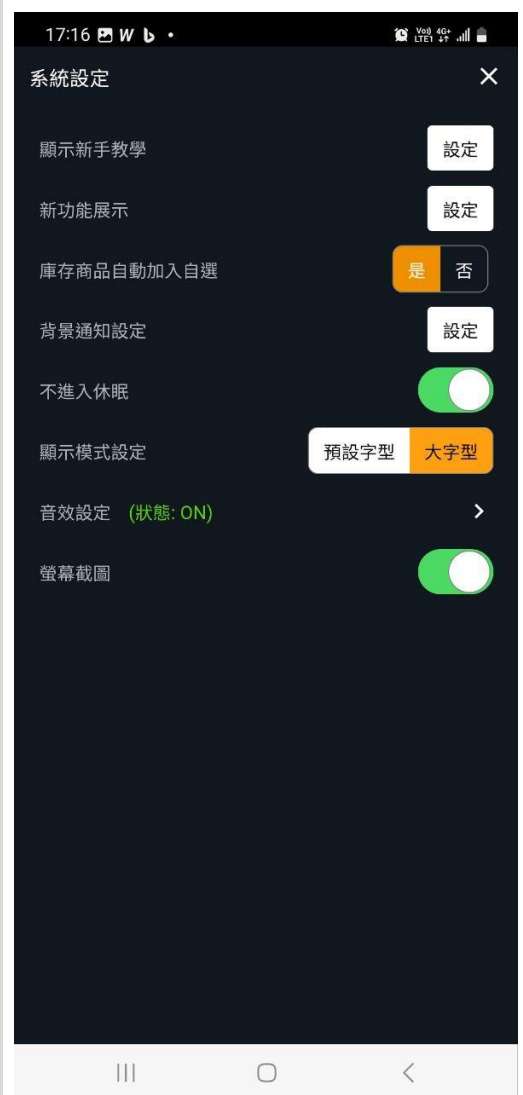 17:16 W b •
Vo)) 4G+
LTE1
系統設定 ×
顯示新手教學 設定
新功能展示 設定
庫存商品自動加入自選 是 否
背景通知設定 設定
不進入休眠
顯示模式設定 預設字型 大字型
音效設定 (狀態: ON)
螢幕截圖